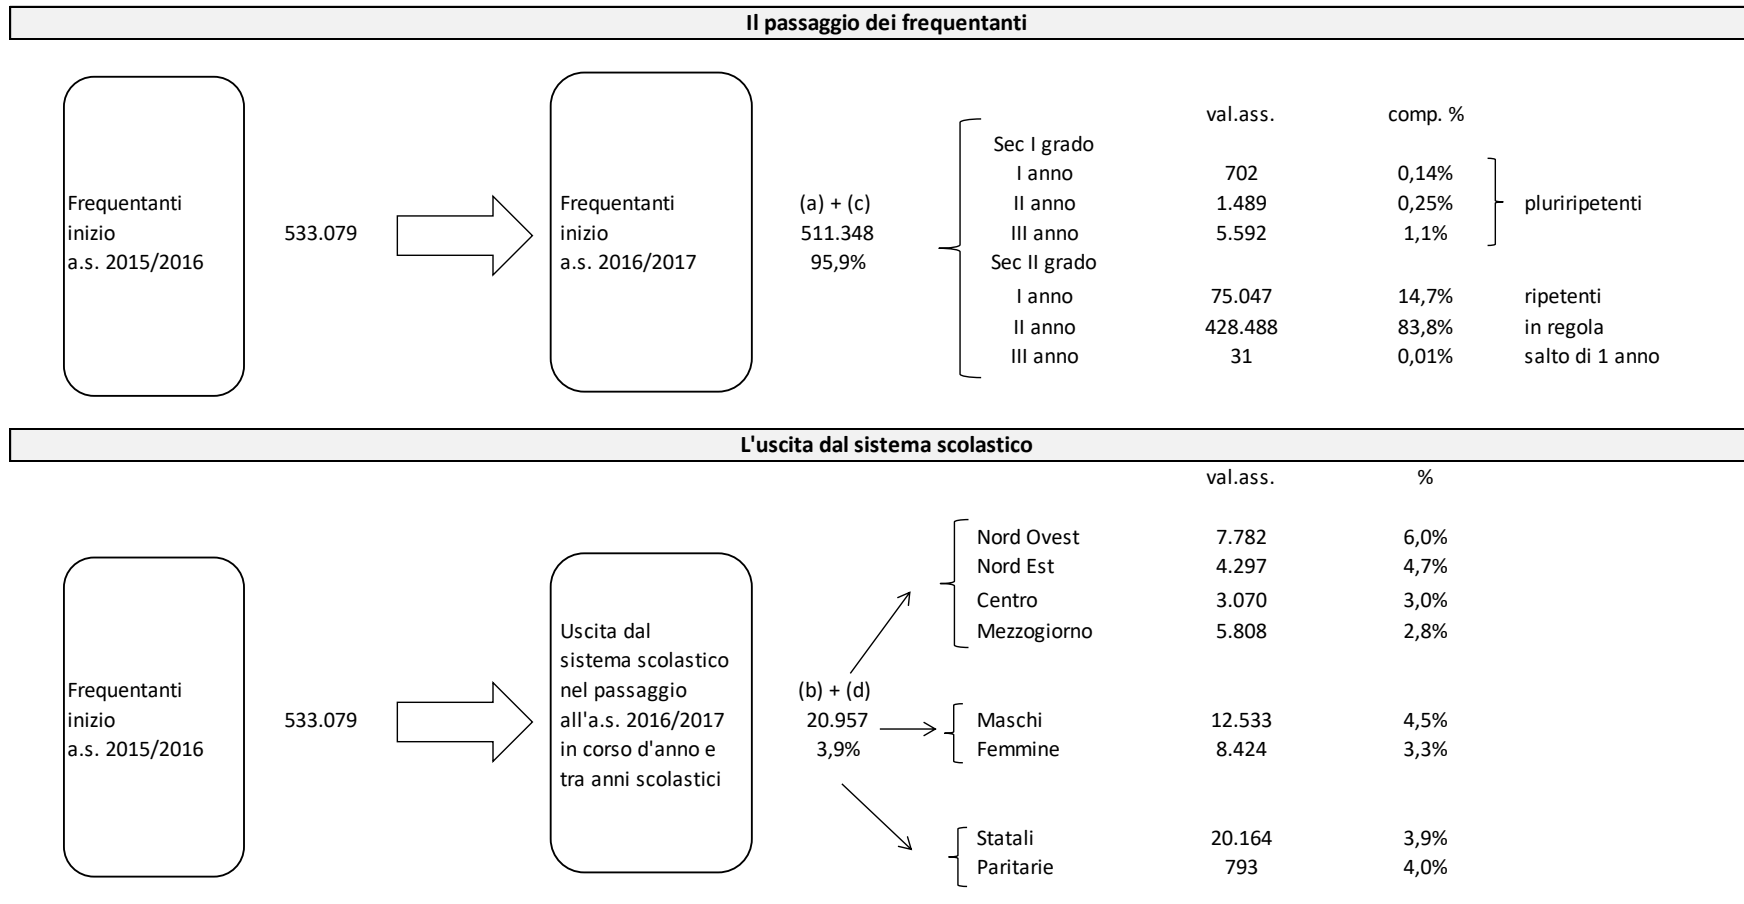 Il passaggio dei frequentanti
val.ass. comp. %
Sec I grado
I anno 702 0,14%
Frequentanti Frequentanti (a) + (c) II anno 1.489 0,25% pluriripetenti
inizio 533.079 inizio 511.348 III anno 5.592 1,1%
a.s. 2015/2016 a.s. 2016/2017 95,9% Sec II grado
I anno 75.047 14,7% ripetenti
II anno 428.488 83,8% in regola
III anno 31 0,01% salto di 1 anno
L'uscita dal sistema scolastico
val.ass. %
Nord Ovest 7.782 6,0%
Nord Est 4.297 4,7%
Centro 3.070 3,0%
Uscita dal Mezzogiorno 5.808 2,8%
sistema scolastico
Frequentanti nel passaggio (b) + (d)
inizio 533.079 all'a.s. 2016/2017 20.957 Maschi 12.533 4,5%
a.s. 2015/2016 in corso d'anno e 3,9% Femmine 8.424 3,3%
tra anni scolastici
Statali 20.164 3,9%
Paritarie 793 4,0%